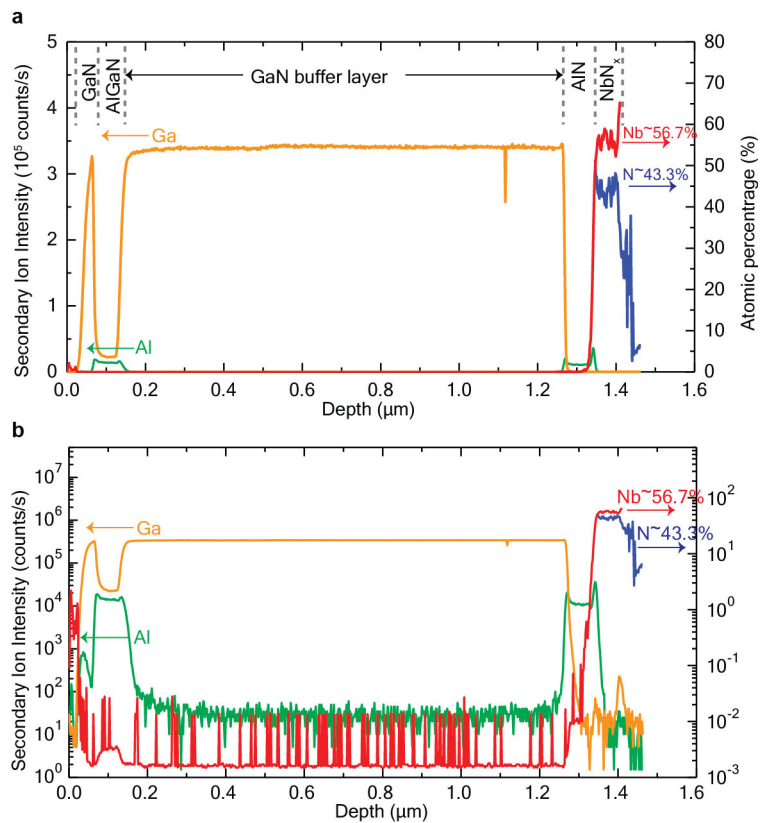 a
5
4
3
2
1
0
Secondary Ion Intensity (10⁵ counts/s)
GaN
AlGaN
GaN buffer layer
AlN
NbNₓ
Ga
Al
Nb~56.7%
N~43.3%
80
70
60
50
40
30
20
10
0
Atomic percentrage (%)
0.0 0.2 0.4 0.6 0.8 1.0 1.2 1.4 1.6
Depth (μm)
b
10⁷
10⁶
10⁵
10⁴
10³
10²
10¹
10⁰
Secondary Ion Intensity (counts/s)
Ga
Al
Nb~56.7%
N~43.3%
10²
10¹
10⁰
10⁻¹
10⁻²
10⁻³
0.0 0.2 0.4 0.6 0.8 1.0 1.2 1.4 1.6
Depth (μm)